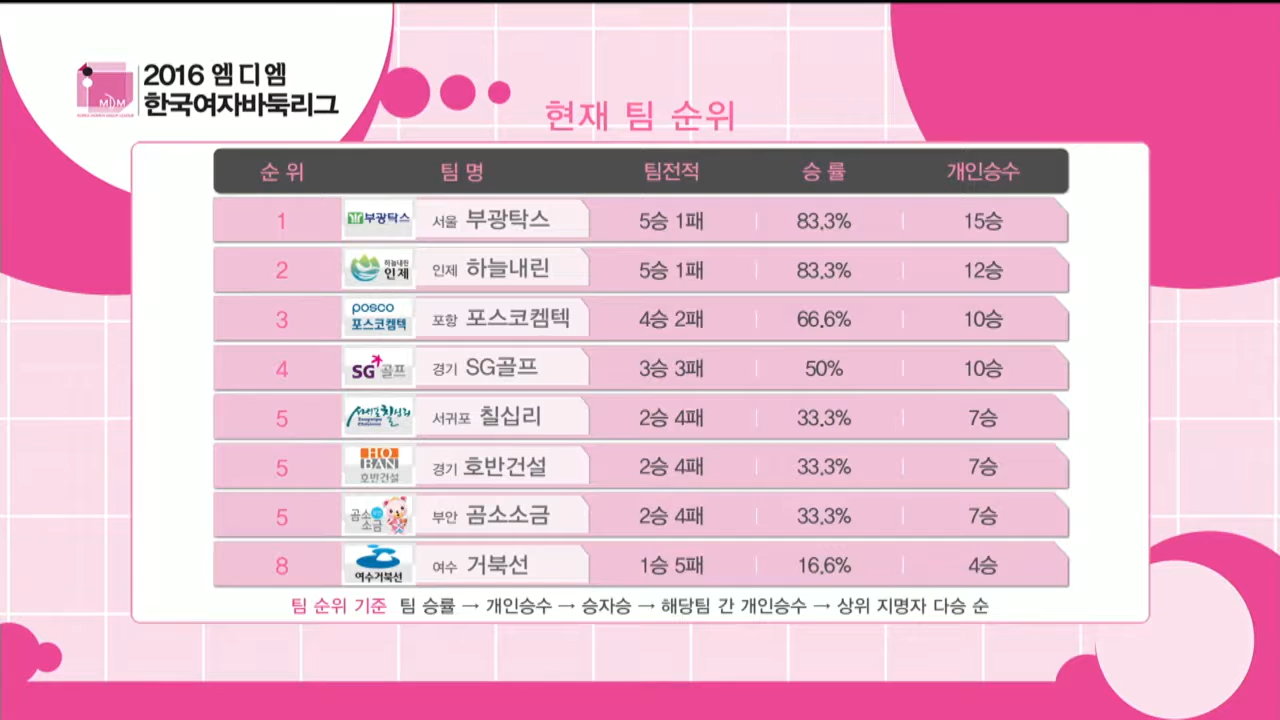 2016 엠디엠
한국여자바둑리그
MDM
현재 팀 순위
순 위 팀 명 팀전적 승 률 개인승수
1 부광탁스 서울 부광탁스 5승 1패 83.3% 15승
2 하늘내린 인제 인제 하늘내린 5승 1패 83.3% 12승
3 posco 포스코켐텍 포항 포스코켐텍 4승 2패 66.6% 10승
4 SG골프 경기 SG골프 3승 3패 50% 10승
5 서귀포칠십리 서귀포 칠십리 2승 4패 33.3% 7승
5 HOBAN 호반건설 경기 호반건설 2승 4패 33.3% 7승
5 곰소소금 부안 곰소소금 2승 4패 33.3% 7승
8 여수거북선 여수 거북선 1승 5패 16.6% 4승
팀 순위 기준 팀 승률 → 개인승수 → 승자승 → 해당팀 간 개인승수 → 상위 지명자 다승 순